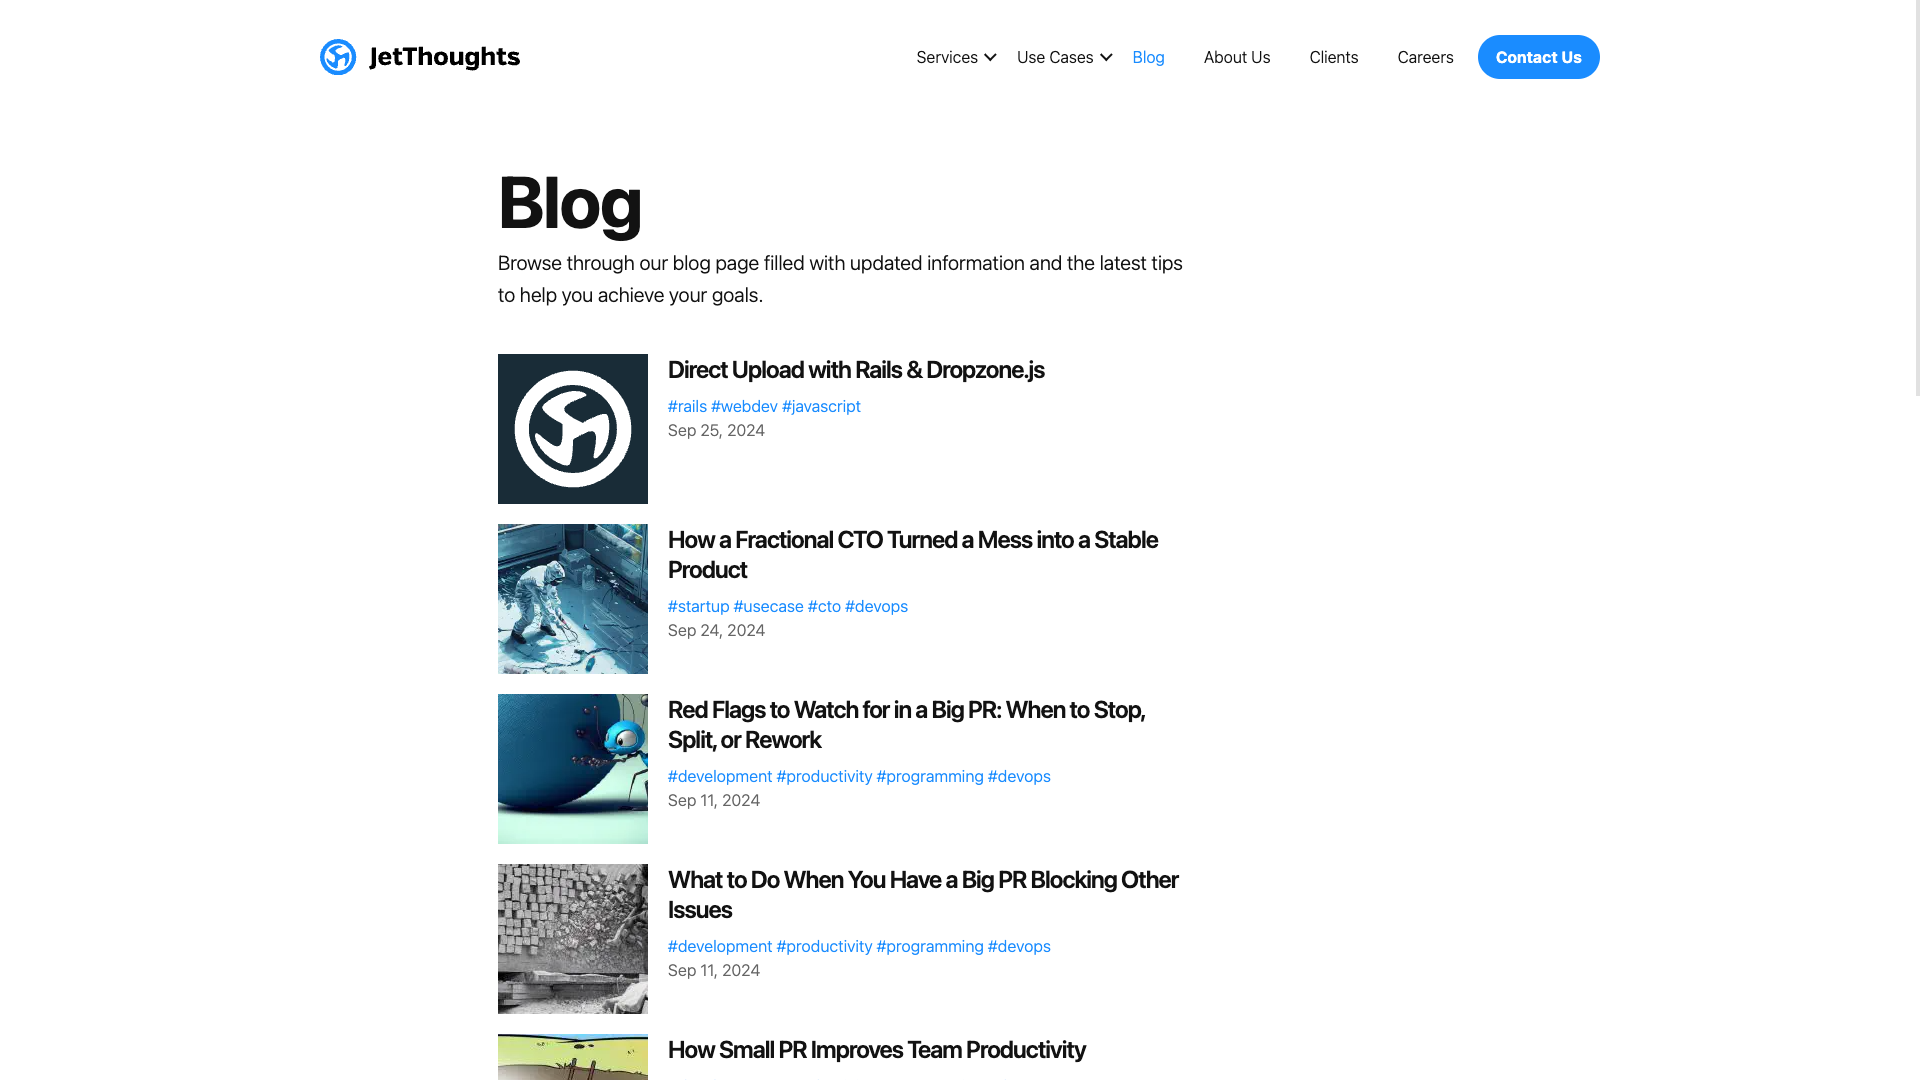 JetThoughts
Services
Use Cases
Blog
About Us
Clients
Careers
Contact Us
Blog
Browse through our blog page filled with updated information and the latest tips
to help you achieve your goals.
Direct Upload with Rails & Dropzone.js
#rails #webdev #javascript
Sep 25, 2024
How a Fractional CTO Turned a Mess into a Stable
Product
#startup #usecase #cto #devops
Sep 24, 2024
Red Flags to Watch for in a Big PR: When to Stop,
Split, or Rework
#development #productivity #programming #devops
Sep 11, 2024
What to Do When You Have a Big PR Blocking Other
Issues
#development #productivity #programming #devops
Sep 11, 2024
How Small PR Improves Team Productivity